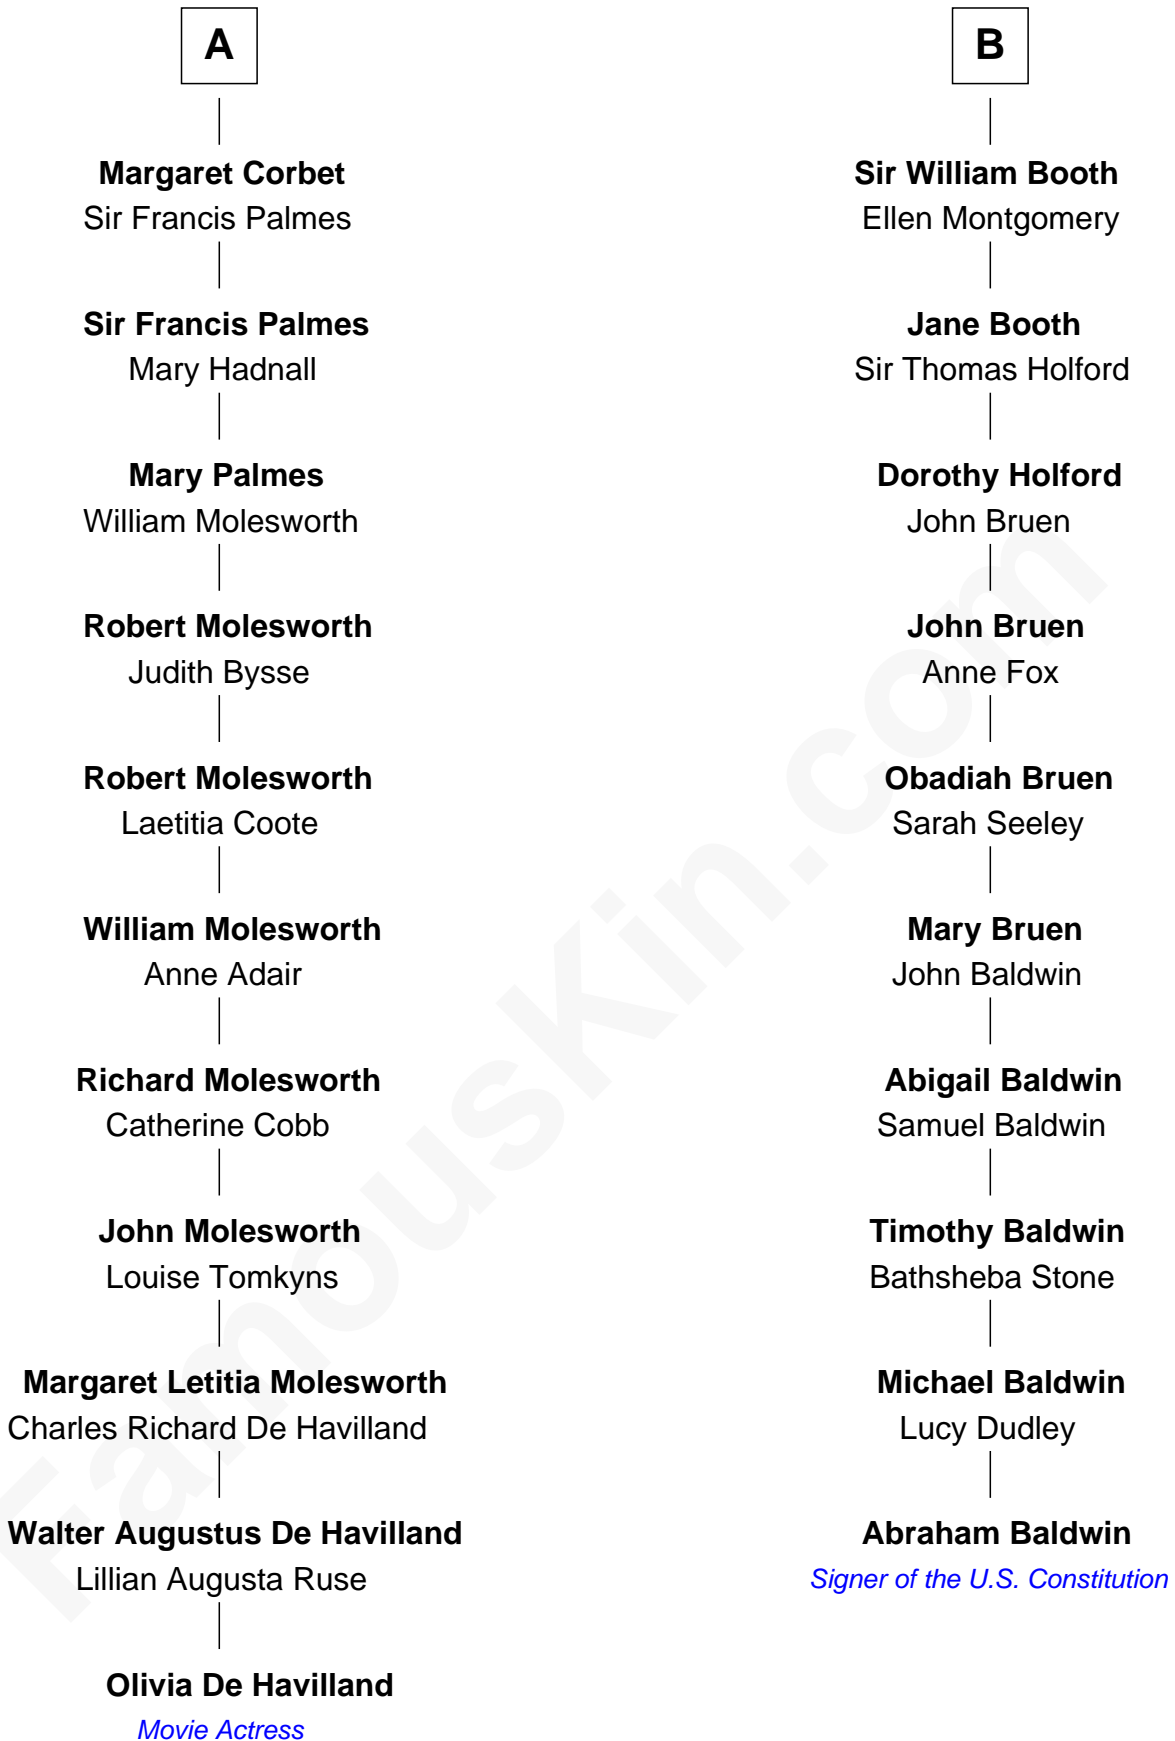 A
Margaret Corbet
Sir Francis Palmes
Sir Francis Palmes
Mary Hadnall
Mary Palmes
William Molesworth
Robert Molesworth
Judith Bysse
Robert Molesworth
Laetitia Coote
William Molesworth
Anne Adair
Richard Molesworth
Catherine Cobb
John Molesworth
Louise Tomkyns
Margaret Letitia Molesworth
Charles Richard De Havilland
Walter Augustus De Havilland
Lillian Augusta Ruse
Olivia De Havilland
Movie Actress
B
Sir William Booth
Ellen Montgomery
Jane Booth
Sir Thomas Holford
Dorothy Holford
John Bruen
John Bruen
Anne Fox
Obadiah Bruen
Sarah Seeley
Mary Bruen
John Baldwin
Abigail Baldwin
Samuel Baldwin
Timothy Baldwin
Bathsheba Stone
Michael Baldwin
Lucy Dudley
Abraham Baldwin
Signer of the U.S. Constitution
FamousKin.com